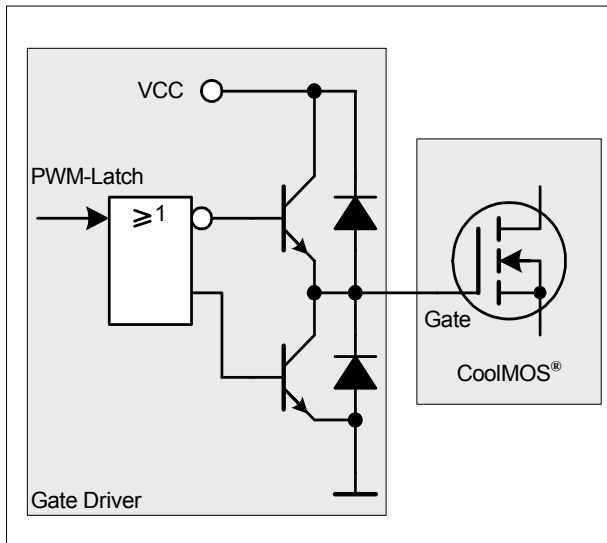 VCC
PWM-Latch
≥1
Gate
CoolMOS®
Gate Driver